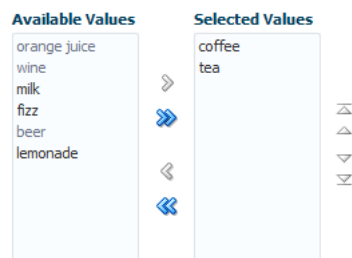 Available Values
orange juice
wine
milk
fizz
beer
lemonade
Selected Values
coffee
tea